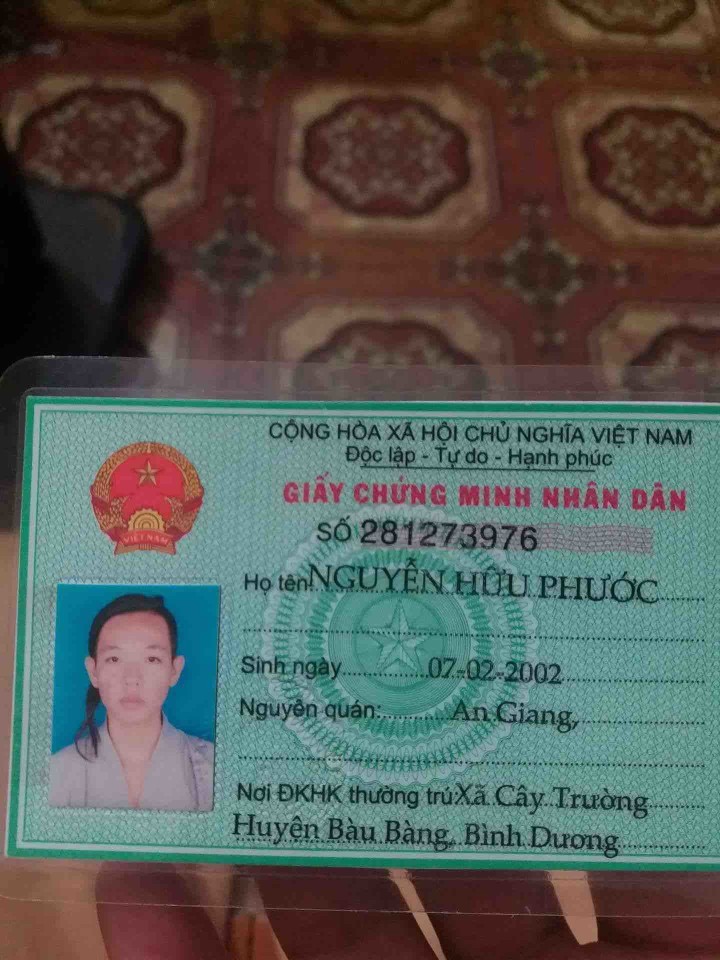 CỘNG HÒA XÃ HỘI CHỦ NGHĨA VIỆT NAM
Độc lập - Tự do - Hạnh phúc
GIẤY CHỨNG MINH NHÂN DÂN
SỐ 281273976
VIỆT NAM
Họ tên: NGUYỄN HỮU PHƯỚC
Sinh ngày 07-02-2002
Nguyên quán: An Giang,
Nơi ĐKHK thường trú Xã Cây Trường
Huyện Bàu Bàng, Bình Dương